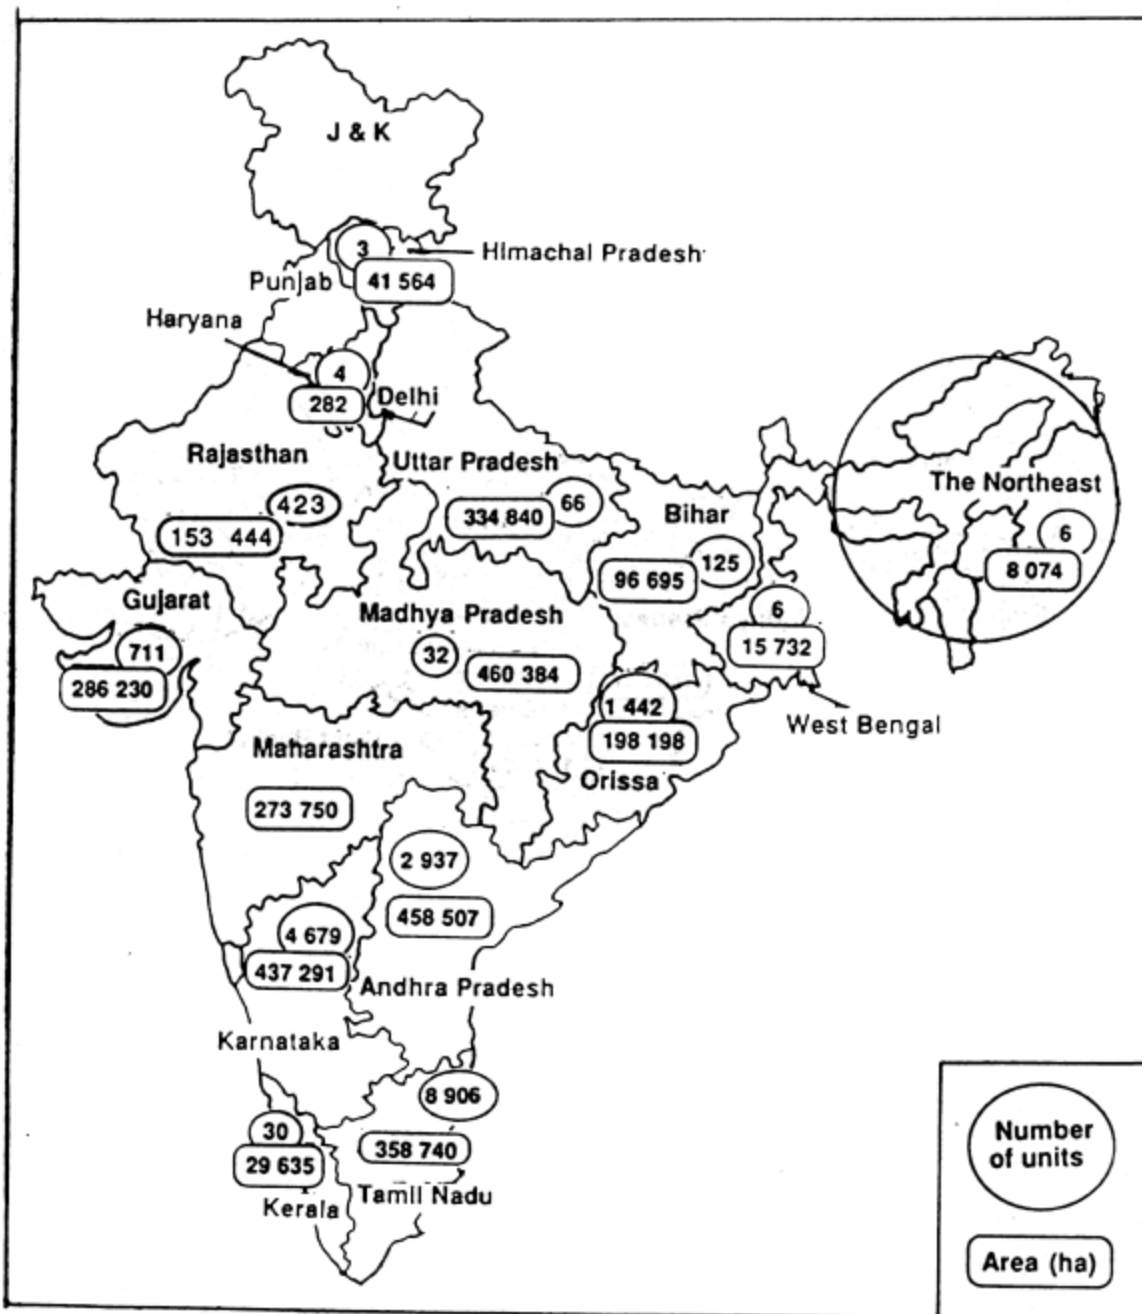 J & K
3
Himachal Pradesh
Punjab
41 564
Haryana
4
282
Delhi
Rajasthan
423
153 444
Uttar Pradesh
334 840
66
Bihar
125
96 695
The Northeast
6
8 074
Gujarat
711
286 230
Madhya Pradesh
32
460 384
6
15 732
West Bengal
1 442
198 198
Orissa
Maharashtra
273 750
2 937
458 507
Andhra Pradesh
4 679
437 291
Karnataka
8 906
358 740
Tamil Nadu
30
29 635
Kerala
Number
of units
Area (ha)